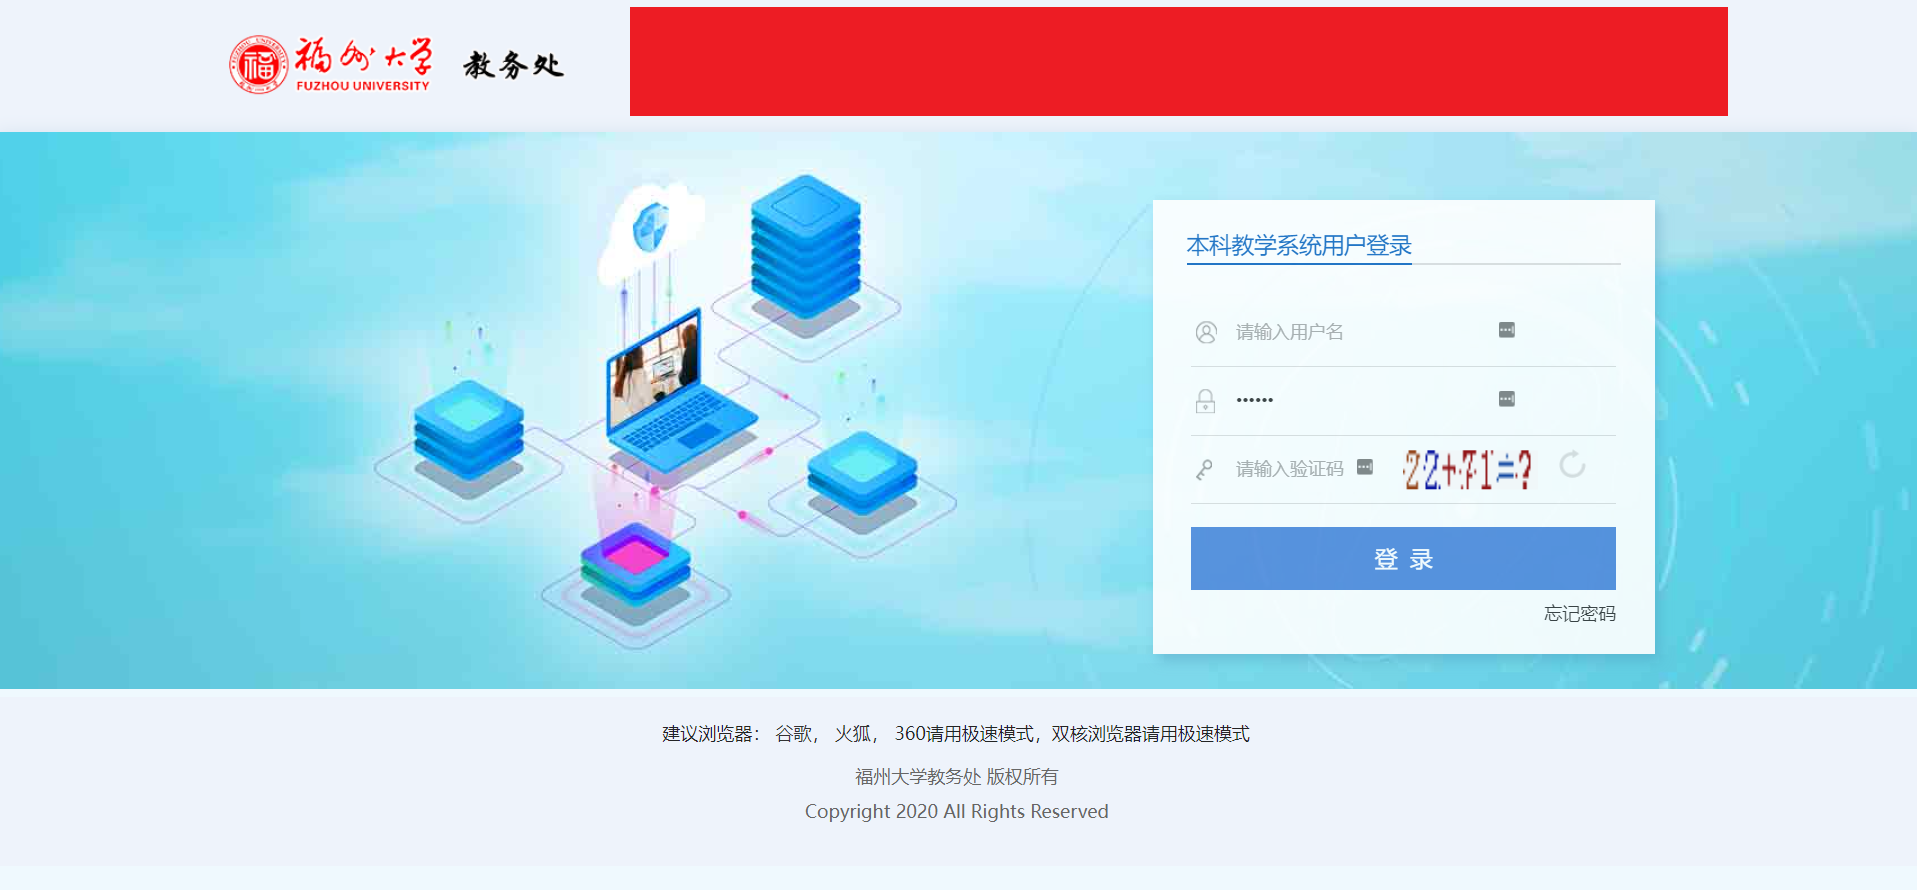 福州大学 教务处
FUZHOU UNIVERSITY
本科教学系统用户登录
请输入用户名
••••••
请输入验证码 22+71=?
登 录
忘记密码
建议浏览器： 谷歌， 火狐， 360请用极速模式，双核浏览器请用极速模式
福州大学教务处 版权所有
Copyright 2020 All Rights Reserved